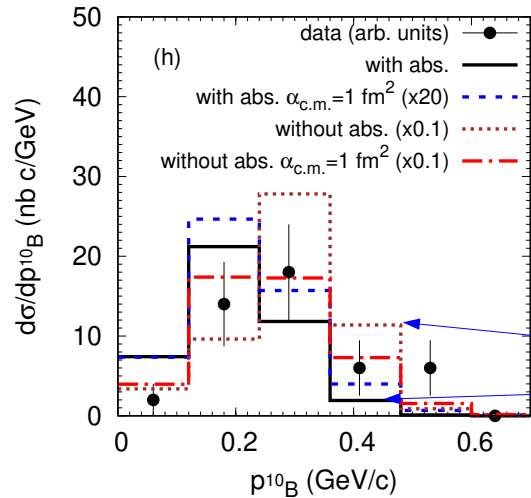 (h)
data (arb. units)
with abs.
with abs. α_c.m.=1 fm² (x20)
without abs. (x0.1)
without abs. α_c.m.=1 fm² (x0.1)
dσ/dp¹⁰B (nb c/GeV)
60
50
40
30
20
10
0
0 0.2 0.4 0.6
p¹⁰B (GeV/c)